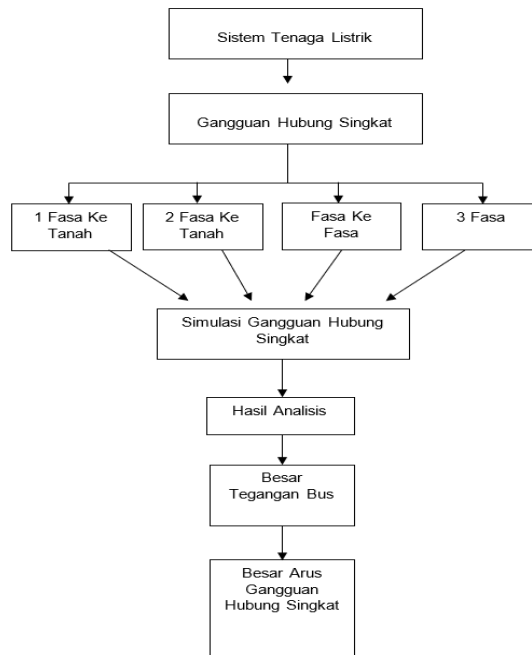 Sistem Tenaga Listrik
Gangguan Hubung Singkat
1 Fasa Ke
Tanah
2 Fasa Ke
Tanah
Fasa Ke
Fasa
3 Fasa
Simulasi Gangguan Hubung
Singkat
Hasil Analisis
Besar
Tegangan Bus
Besar Arus
Gangguan
Hubung Singkat